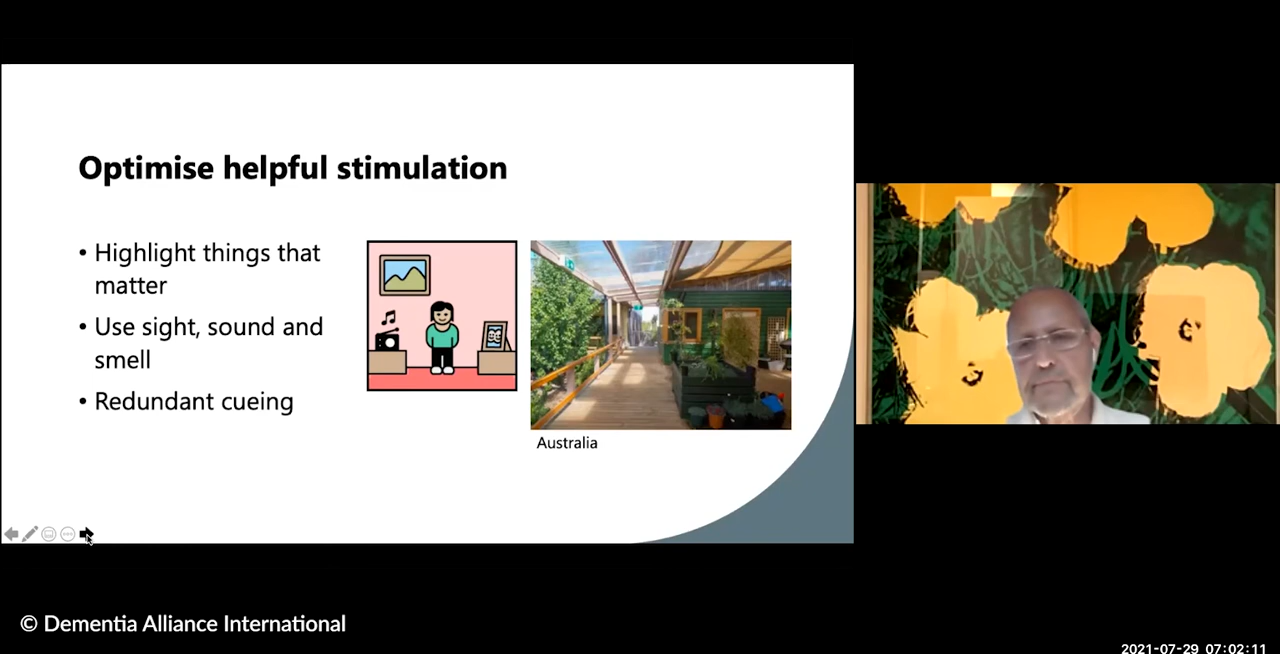 Optimise helpful stimulation
• Highlight things that
matter
• Use sight, sound and
smell
• Redundant cueing
Australia
© Dementia Alliance International
2021-07-29 07:02:11